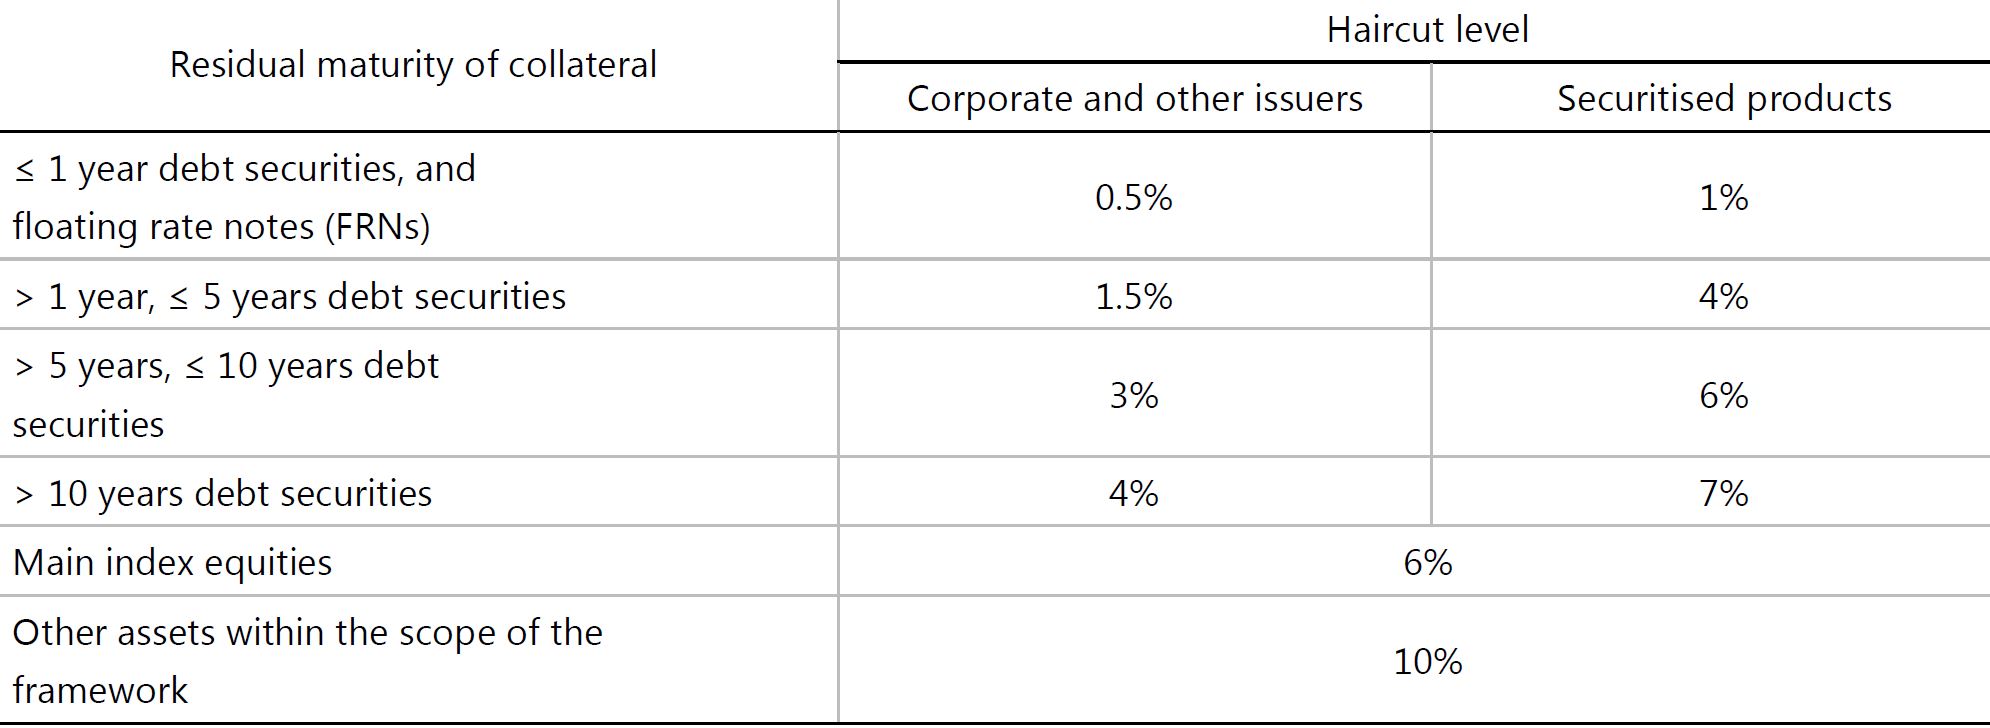 Residual maturity of collateral
Haircut level
Corporate and other issuers
Securitised products
≤ 1 year debt securities, and
floating rate notes (FRNs)
0.5%
1%
> 1 year, ≤ 5 years debt securities
1.5%
4%
> 5 years, ≤ 10 years debt
securities
3%
6%
> 10 years debt securities
4%
7%
Main index equities
6%
Other assets within the scope of the
framework
10%